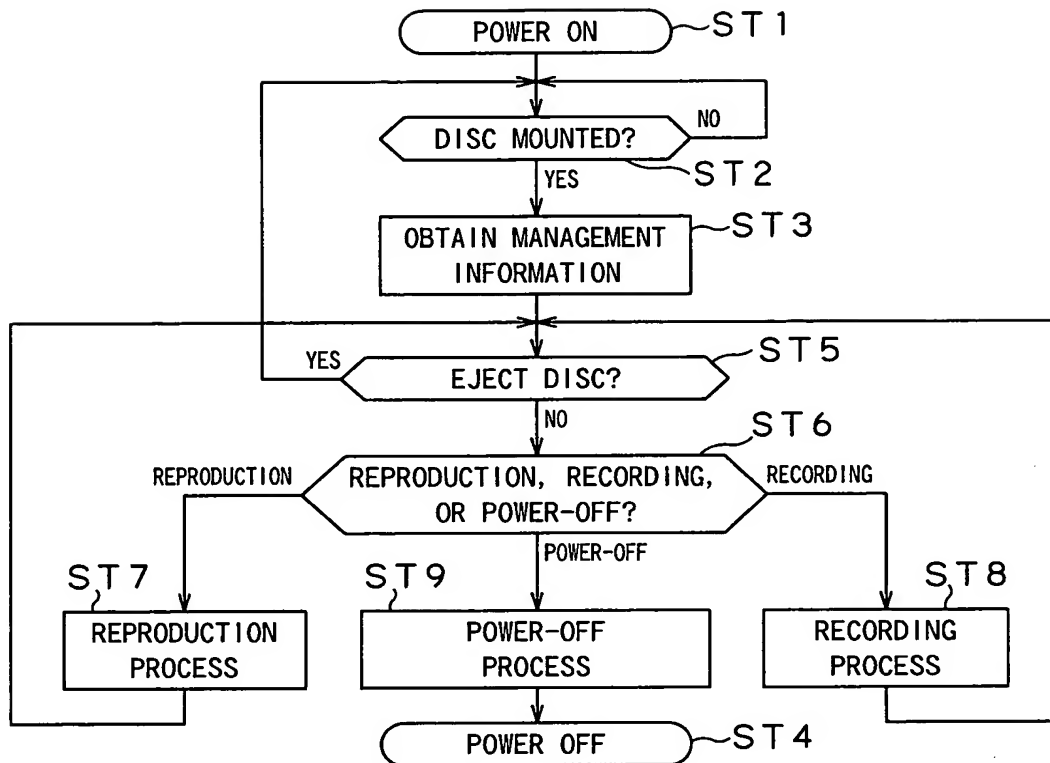 POWER ON
ST1
DISC MOUNTED?
NO
ST2
YES
OBTAIN MANAGEMENT
INFORMATION
ST3
YES
EJECT DISC?
ST5
NO
ST6
REPRODUCTION
REPRODUCTION, RECORDING,
OR POWER-OFF?
RECORDING
POWER-OFF
ST7
REPRODUCTION
PROCESS
ST9
POWER-OFF
PROCESS
ST8
RECORDING
PROCESS
POWER OFF
ST4